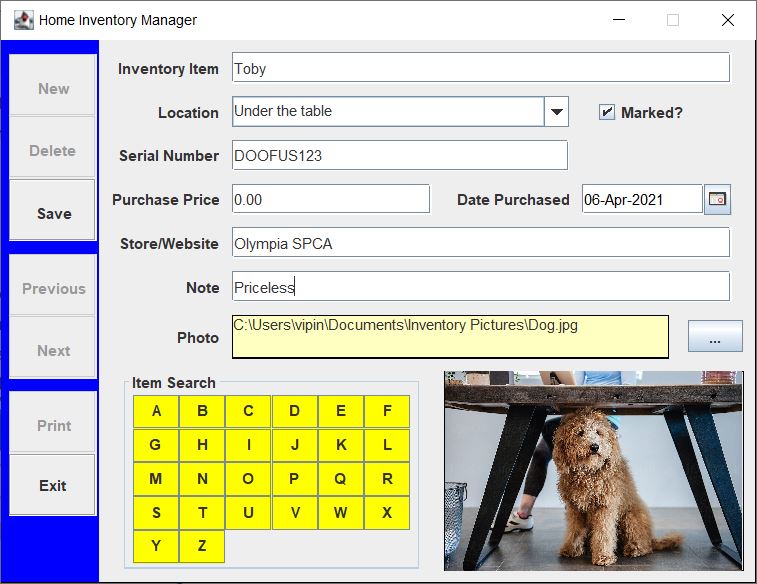 Home Inventory Manager
New
Delete
Save
Previous
Next
Print
Exit
Inventory Item Toby
Location Under the table Marked?
Serial Number DOOFUS123
Purchase Price 0.00 Date Purchased 06-Apr-2021
Store/Website Olympia SPCA
Note Priceless
Photo C:\Users\vipin\Documents\Inventory Pictures\Dog.jpg ...
Item Search
A B C D E F
G H I J K L
M N O P Q R
S T U V W X
Y Z